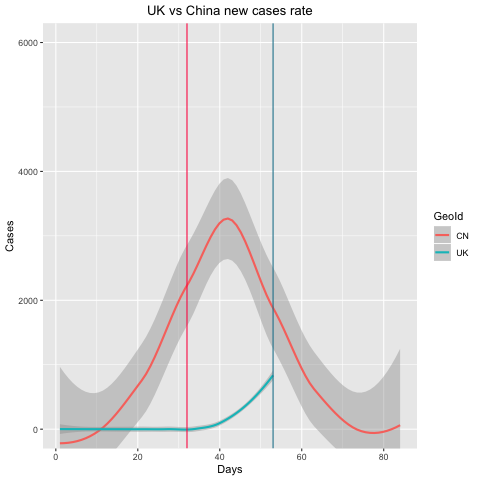 UK vs China new cases rate
6000
4000
2000
0
Cases
0 20 40 60 80
Days
GeoId
CN
UK